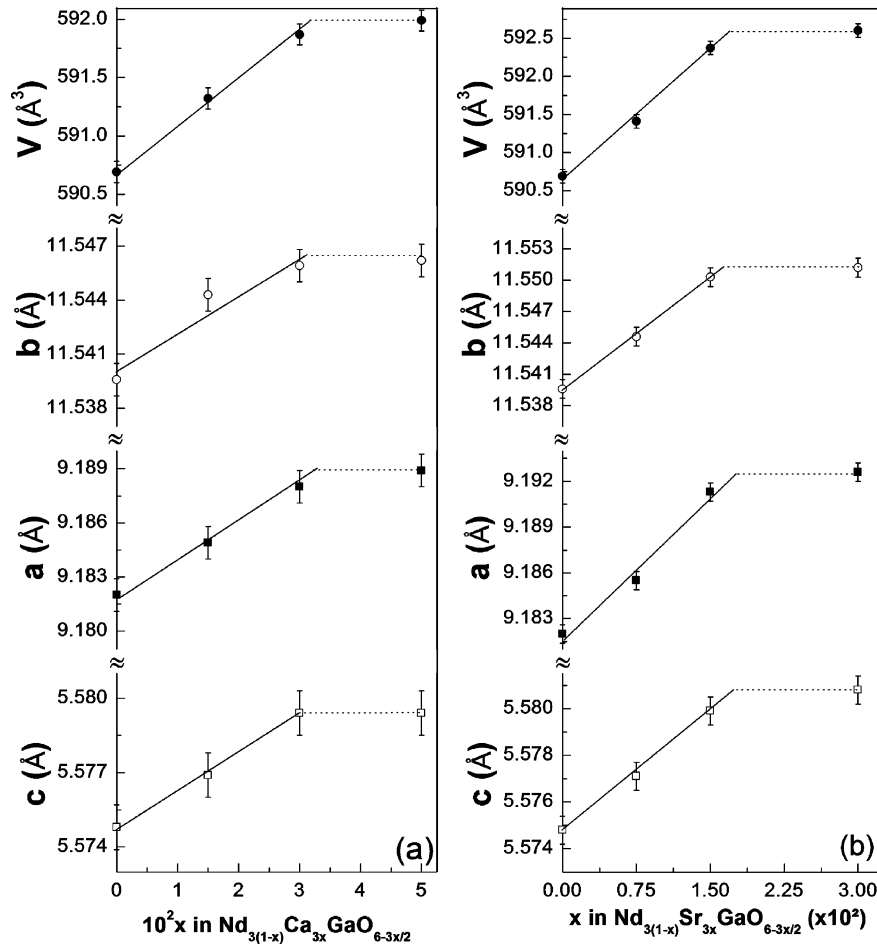 592.0
591.5
591.0
590.5
V (Å³)
≈
11.547
11.544
11.540
11.538
b (Å)
≈
9.189
9.186
9.183
9.180
a (Å)
≈
5.580
5.577
5.574
c (Å)
(a)
0 1 2 3 4 5
10²x in Nd3(1-x)Ca3xGaO6-3x/2
592.5
592.0
591.5
591.0
590.5
V (Å³)
≈
11.553
11.550
11.547
11.544
11.540
11.538
b (Å)
≈
9.192
9.189
9.186
9.183
a (Å)
≈
5.580
5.578
5.576
5.574
c (Å)
(b)
0.00 0.75 1.50 2.25 3.00
x in Nd3(1-x)Sr3xGaO6-3x/2 (x10²)